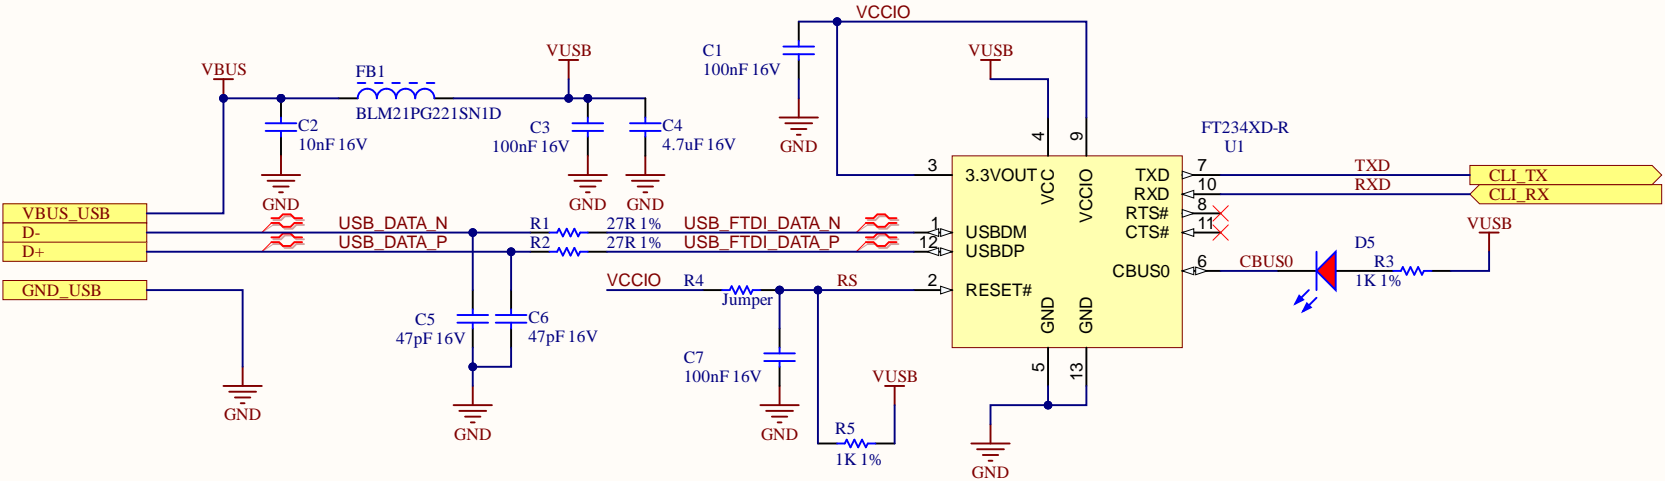 VCCIO
C1
100nF 16V
GND
VUSB
VBUS
FB1
BLM21PG221SN1D
VUSB
C2
10nF 16V
GND
C3
100nF 16V
GND
C4
4.7uF 16V
GND
FT234XD-R
U1
4
9
VCC
VCCIO
3
3.3VOUT
1
USBDM
12
USBDP
2
RESET#
TXD
7
RXD
10
RTS#
8
CTS#
11
CBUS0
6
GND
GND
5
13
TXD
RXD
CLI_TX
CLI_RX
VUSB
CBUS0
D5
R3
1K 1%
VBUS_USB
D-
D+
GND_USB
GND
USB_DATA_N
USB_DATA_P
R1
27R 1%
R2
27R 1%
USB_FTDI_DATA_N
USB_FTDI_DATA_P
VCCIO
R4
Jumper
RS
C5
47pF 16V
C6
47pF 16V
GND
C7
100nF 16V
GND
VUSB
R5
1K 1%
GND